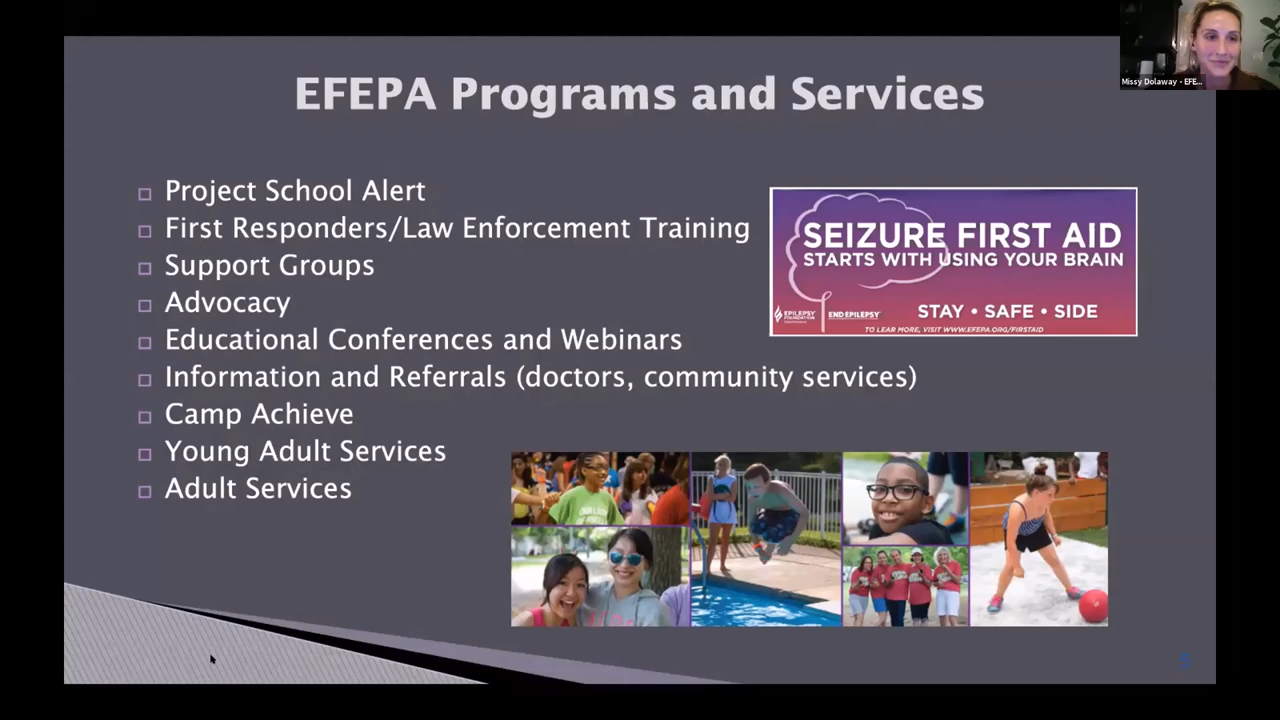 EFEPA Programs and Services
Missy Dolaway - EFE...
Project School Alert
First Responders/Law Enforcement Training
Support Groups
Advocacy
Educational Conferences and Webinars
Information and Referrals (doctors, community services)
Camp Achieve
Young Adult Services
Adult Services
SEIZURE FIRST AID
STARTS WITH USING YOUR BRAIN
EPILEPSY
FOUNDATION
END EPILEPSY
STAY • SAFE • SIDE
TO LEAR MORE, VISIT WWW.EFEPA.ORG/FIRSTAID